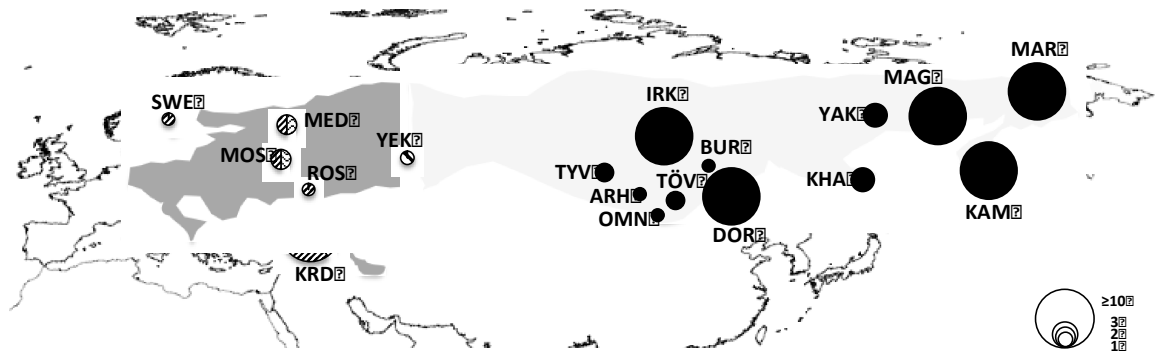 MAR
MAG
IRK
SWE
YAK
MED
YEK
BUR
MOS
ROS
TYV
TÖV
KHA
ARH
OMN
KAM
DOR
KRD
≥10
3
2
1